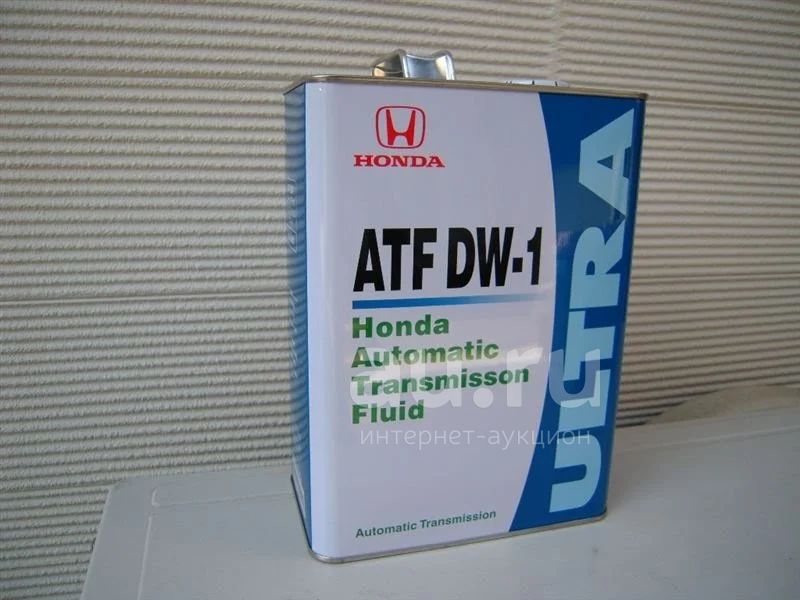 HONDA
ATF DW-1
Honda
Automatic
Transmisson
Fluid
Automatic Transmission
ULTRA
au.ru
интернет-аукцион